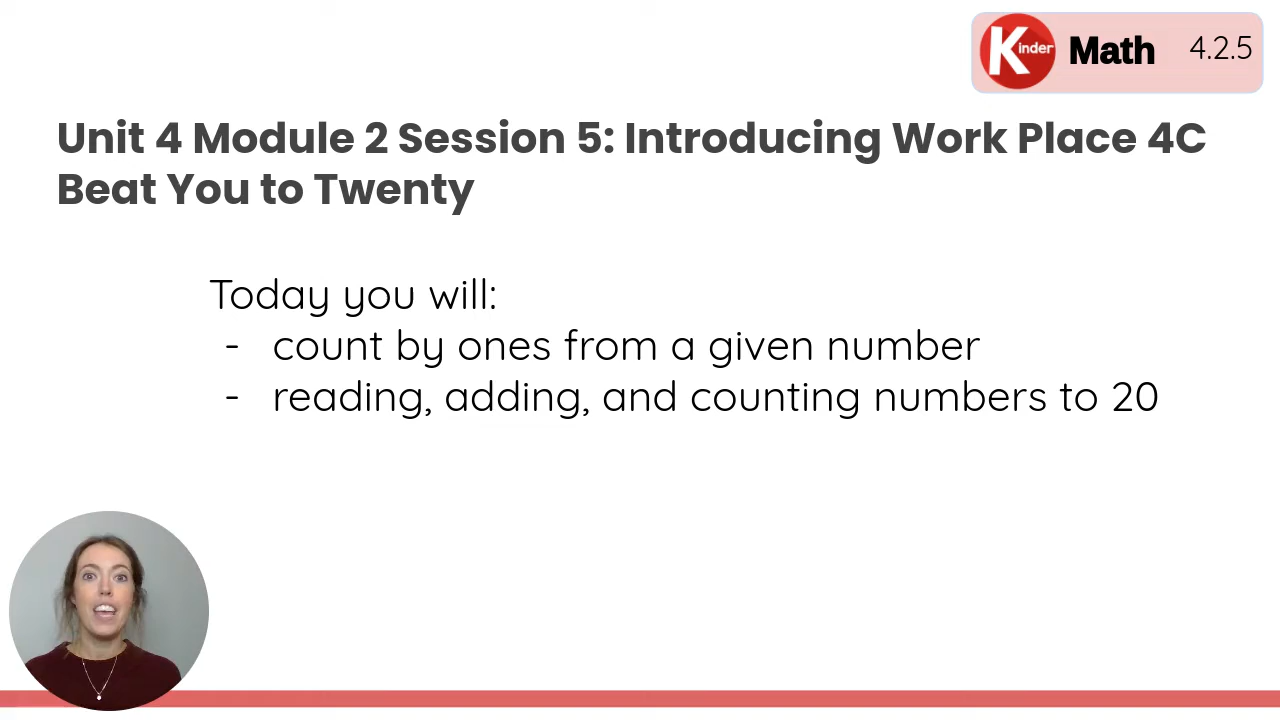 Kinder Math 4.2.5
Unit 4 Module 2 Session 5: Introducing Work Place 4C
Beat You to Twenty
Today you will:
- count by ones from a given number
- reading, adding, and counting numbers to 20